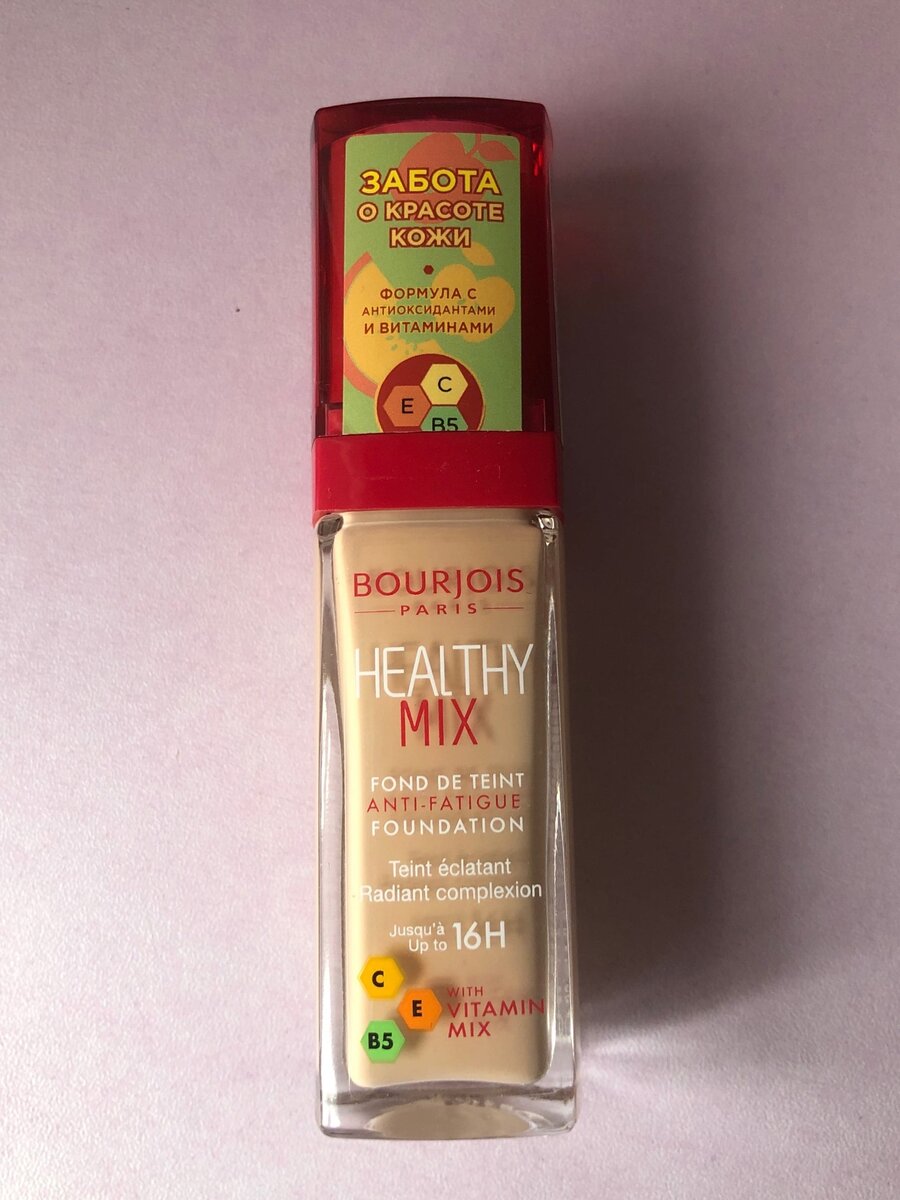 ЗАБОТА
О КРАСОТЕ
КОЖИ
ФОРМУЛА С
АНТИОКСИДАНТАМИ
И ВИТАМИНАМИ
C
E
B5
BOURJOIS
PARIS
HEALTHY
MIX
FOND DE TEINT
ANTI-FATIGUE
FOUNDATION
Teint éclatant
Radiant complexion
Jusqu'à
Up to 16H
C
E
B5
WITH
VITAMIN
MIX